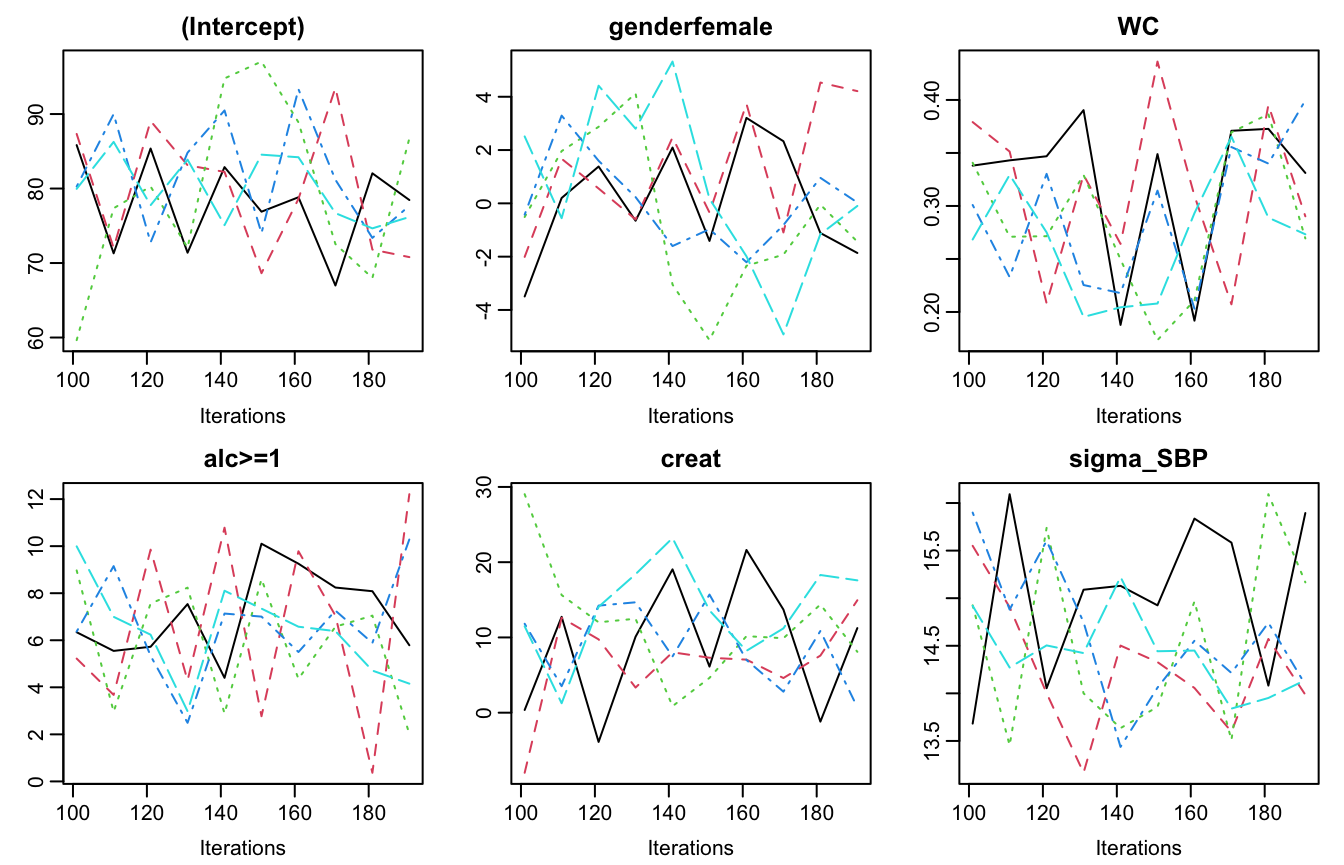 (Intercept)
90
80
70
60
100 120 140 160 180
Iterations
genderfemale
4
2
0
-2
-4
100 120 140 160 180
Iterations
WC
0.40
0.30
0.20
100 120 140 160 180
Iterations
alc>=1
12
10
8
6
4
2
0
100 120 140 160 180
Iterations
creat
30
20
10
0
100 120 140 160 180
Iterations
sigma_SBP
15.5
14.5
13.5
100 120 140 160 180
Iterations